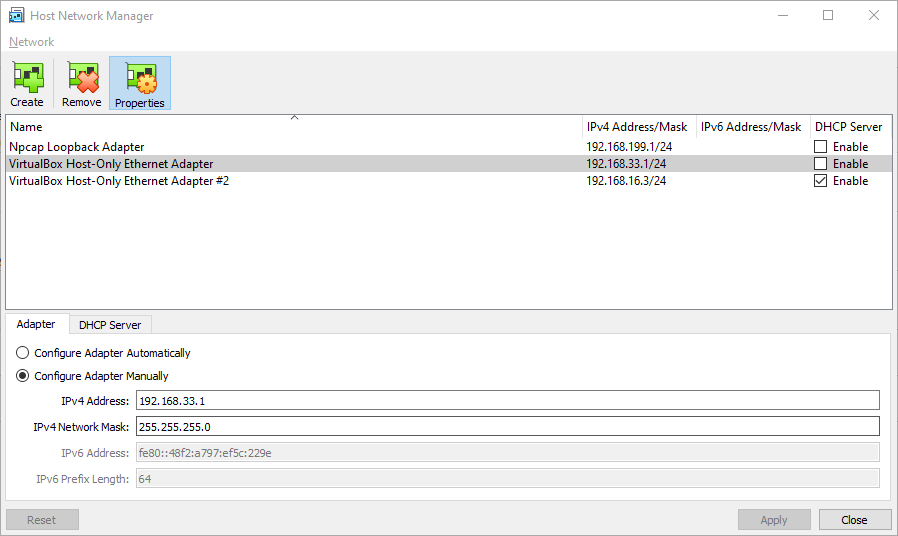 Host Network Manager
Network
Create Remove Properties
Name IPv4 Address/Mask IPv6 Address/Mask DHCP Server
Npcap Loopback Adapter 192.168.199.1/24 Enable
VirtualBox Host-Only Ethernet Adapter 192.168.33.1/24 Enable
VirtualBox Host-Only Ethernet Adapter #2 192.168.16.3/24 Enable
Adapter DHCP Server
Configure Adapter Automatically
Configure Adapter Manually
IPv4 Address: 192.168.33.1
IPv4 Network Mask: 255.255.255.0
IPv6 Address: fe80::48f2:a797:ef5c:229e
IPv6 Prefix Length: 64
Reset Apply Close